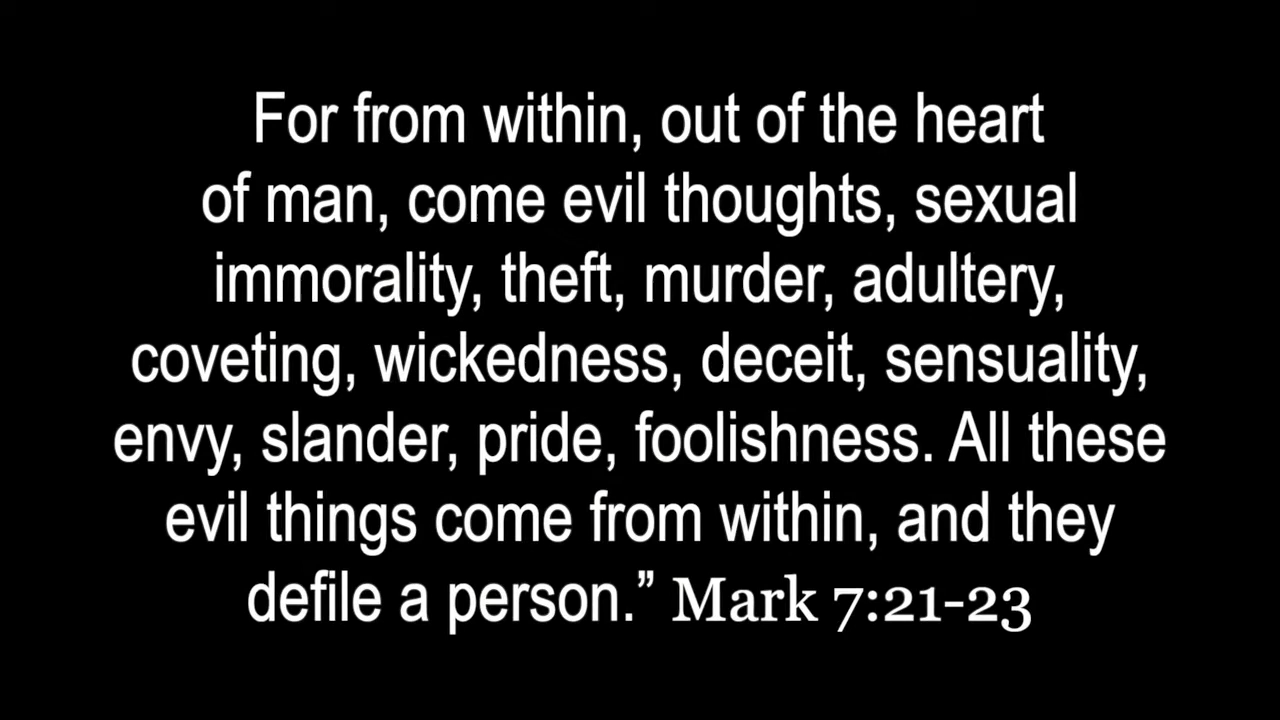 For from within, out of the heart
of man, come evil thoughts, sexual
immorality, theft, murder, adultery,
coveting, wickedness, deceit, sensuality,
envy, slander, pride, foolishness. All these
evil things come from within, and they
defile a person.” Mark 7:21-23